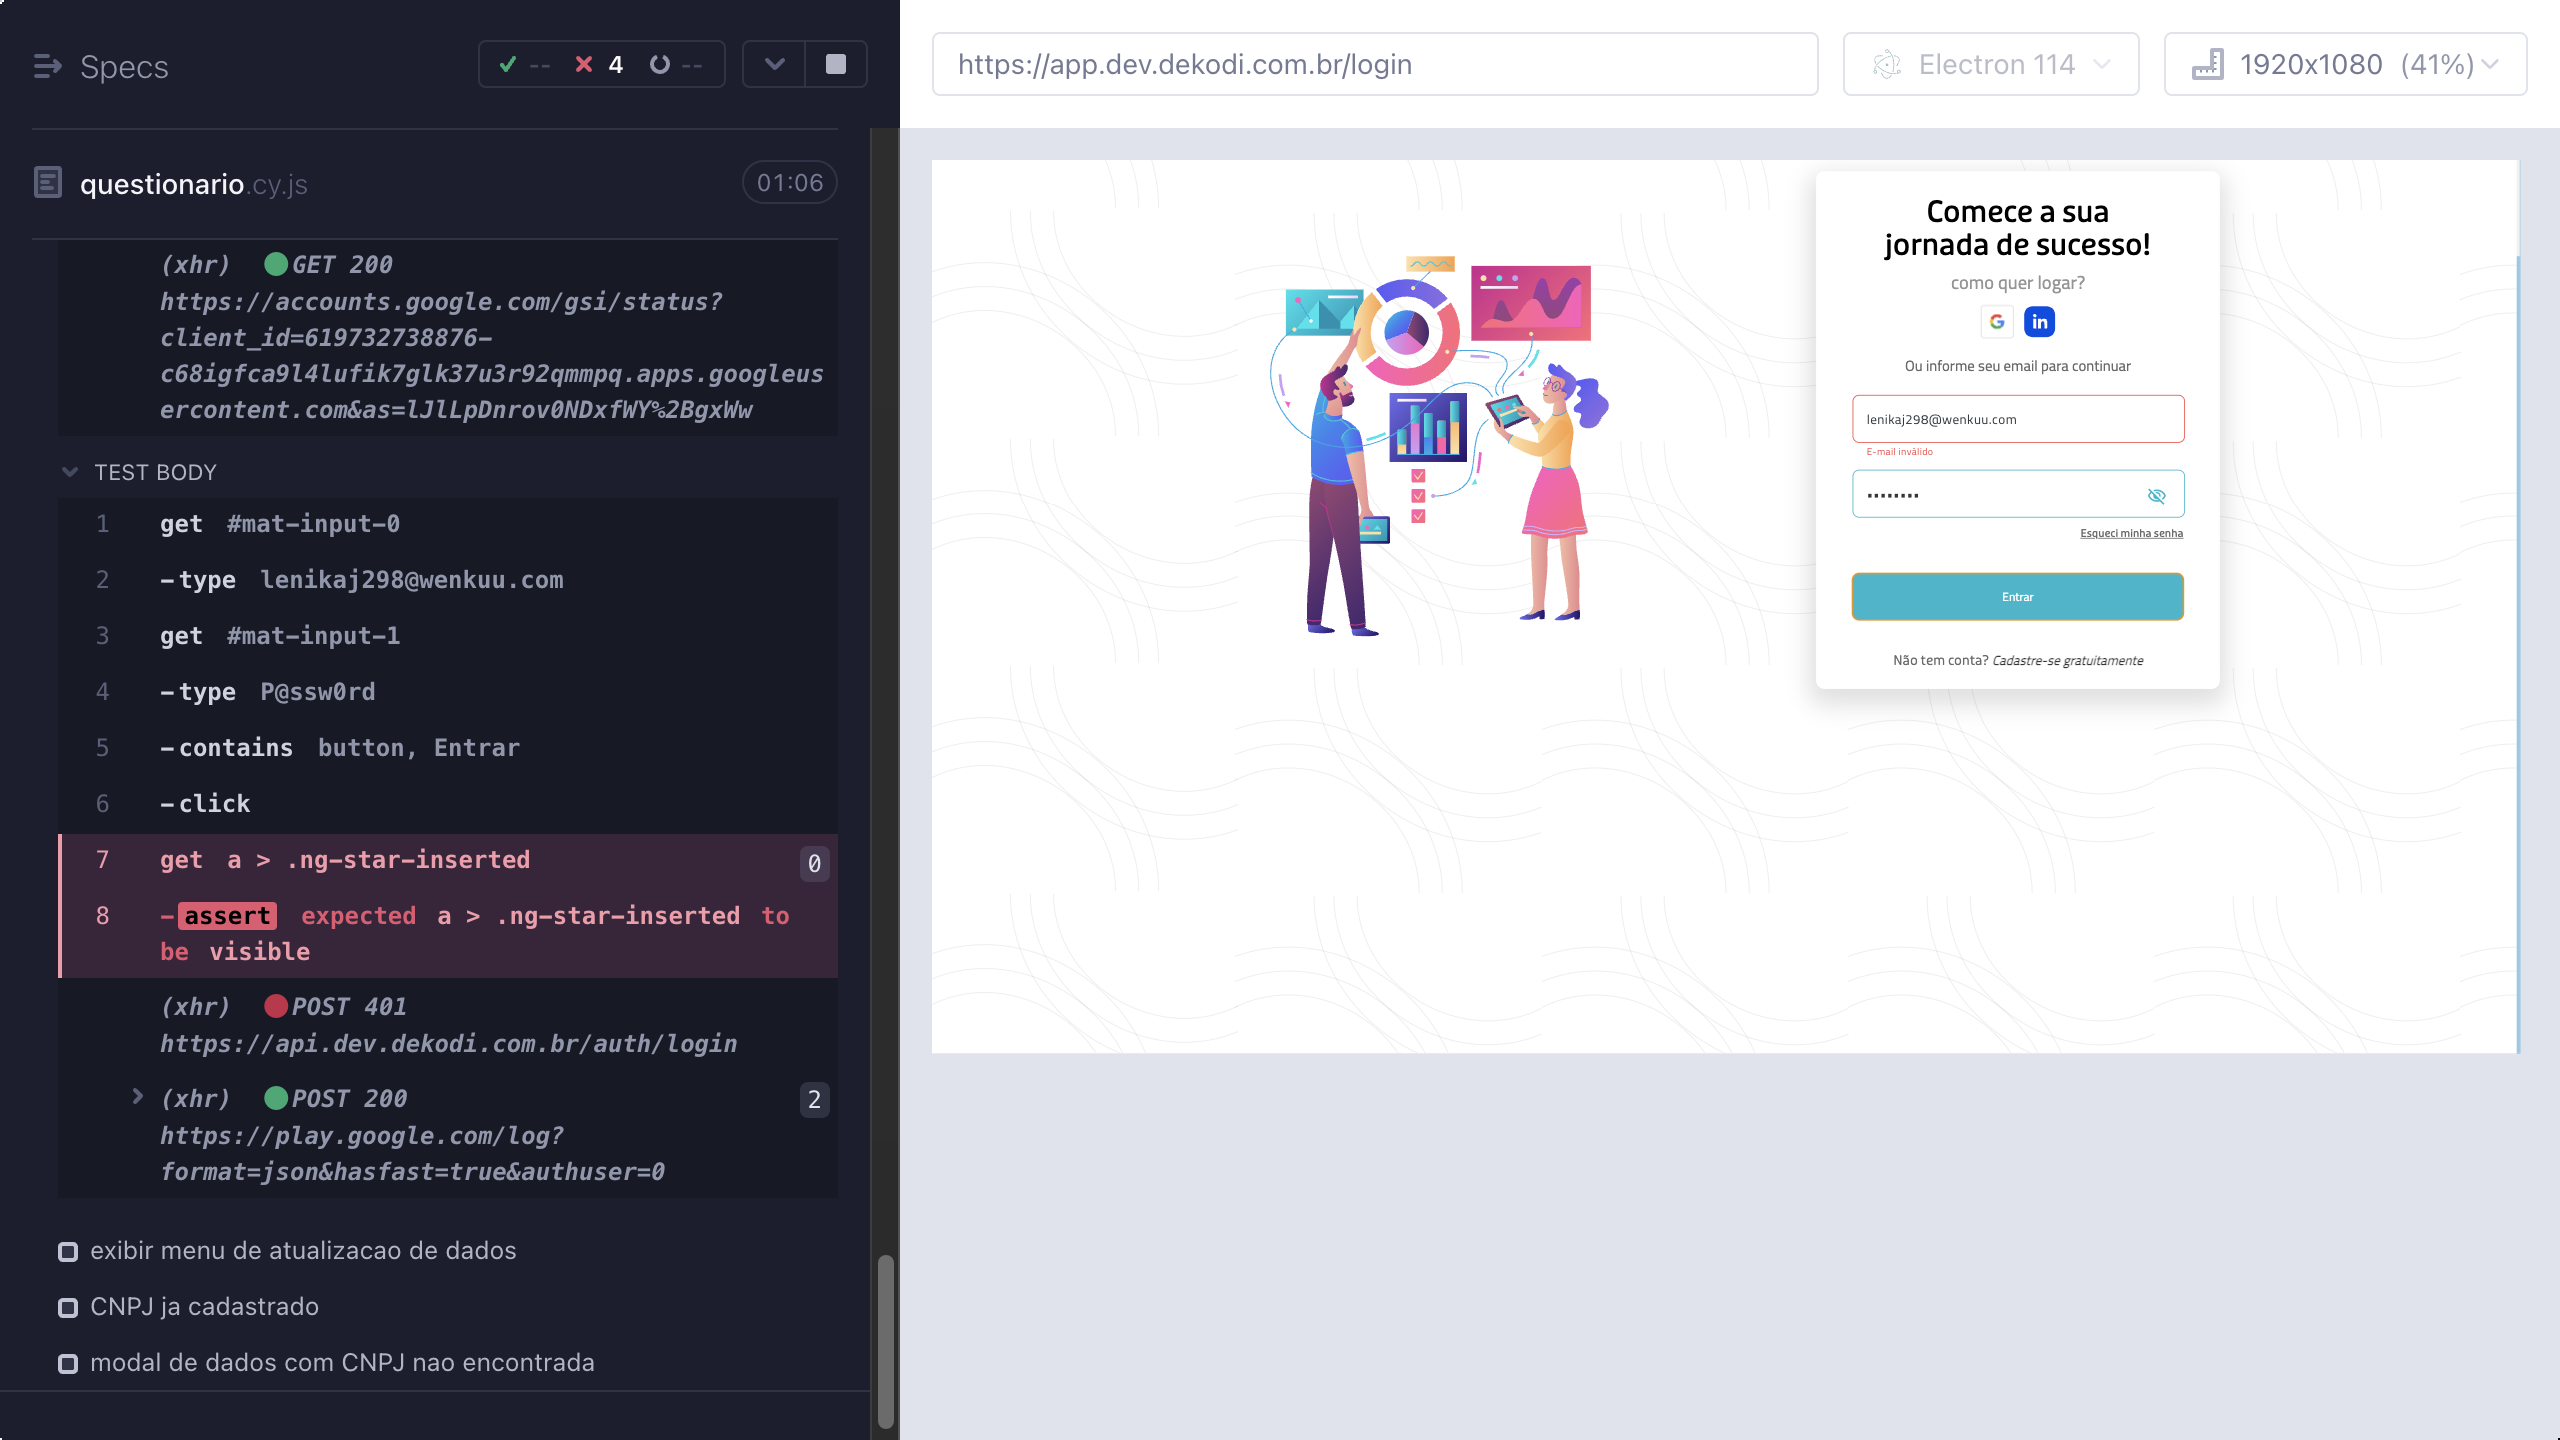 Specs
--
4
--
questionario.cy.js
01:06
(xhr) GET 200
https://accounts.google.com/gsi/status?
client_id=619732738876-
c68igfca9l4lufik7glk37u3r92qmmpq.apps.googleus
ercontent.com&as=lJlLpDnrov0NDxfWY%2BgxWw
TEST BODY
1 get #mat-input-0
2 -type lenikaj298@wenkuu.com
3 get #mat-input-1
4 -type P@ssw0rd
5 -contains button, Entrar
6 -click
7 get a > .ng-star-inserted 0
8 -assert expected a > .ng-star-inserted to
be visible
(xhr) POST 401
https://api.dev.dekodi.com.br/auth/login
(xhr) POST 200 2
https://play.google.com/log?
format=json&hasfast=true&authuser=0
exibir menu de atualizacao de dados
CNPJ ja cadastrado
modal de dados com CNPJ nao encontrada
https://app.dev.dekodi.com.br/login
Electron 114
1920x1080 (41%)
Comece a sua
jornada de sucesso!
como quer logar?
G in
Ou informe seu email para continuar
lenikaj298@wenkuu.com
E-mail inválido
••••••••
Esqueci minha senha
Entrar
Não tem conta? Cadastre-se gratuitamente